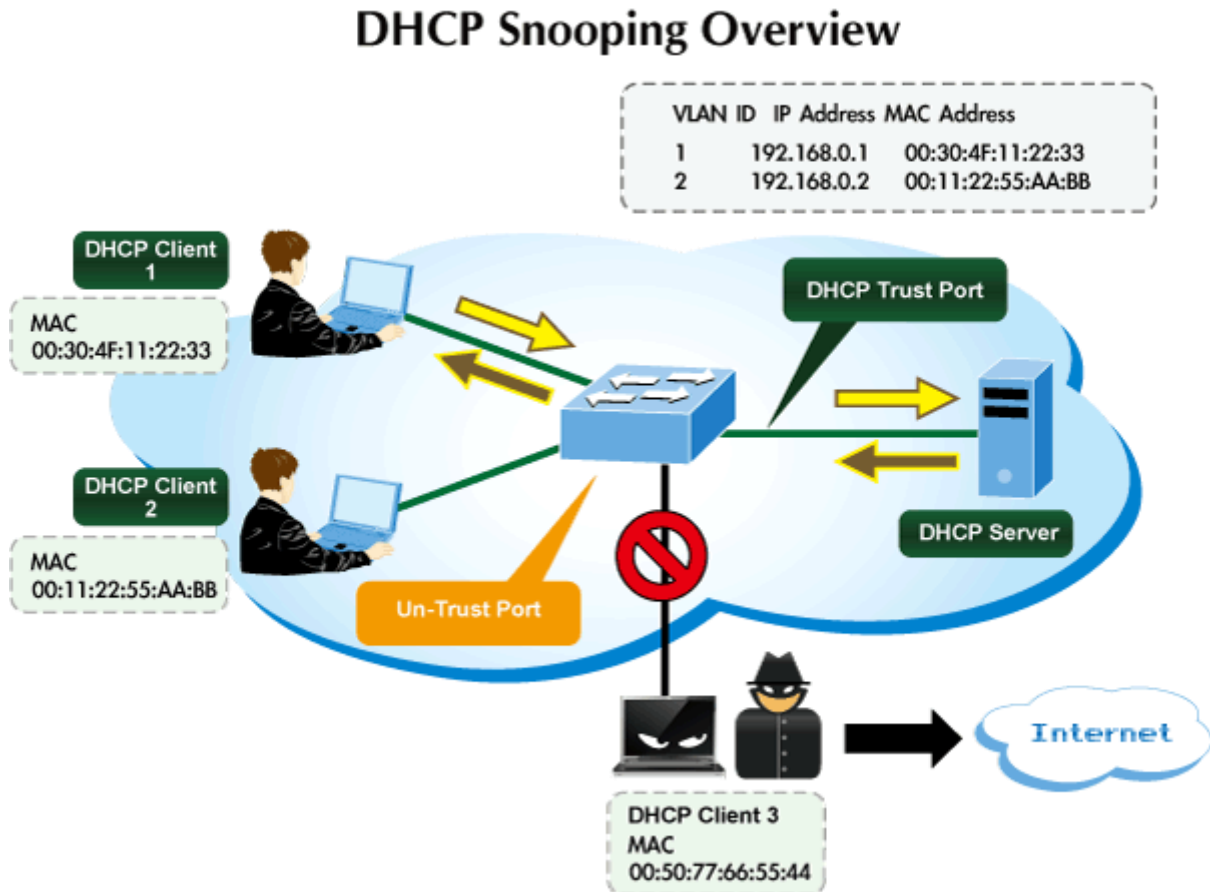 DHCP Snooping Overview
VLAN ID IP Address MAC Address
1 192.168.0.1 00:30:4F:11:22:33
2 192.168.0.2 00:11:22:55:AA:BB
DHCP Client
1
MAC
00:30:4F:11:22:33
DHCP Trust Port
DHCP Client
2
MAC
00:11:22:55:AA:BB
Un-Trust Port
DHCP Server
Internet
DHCP Client 3
MAC
00:50:77:66:55:44